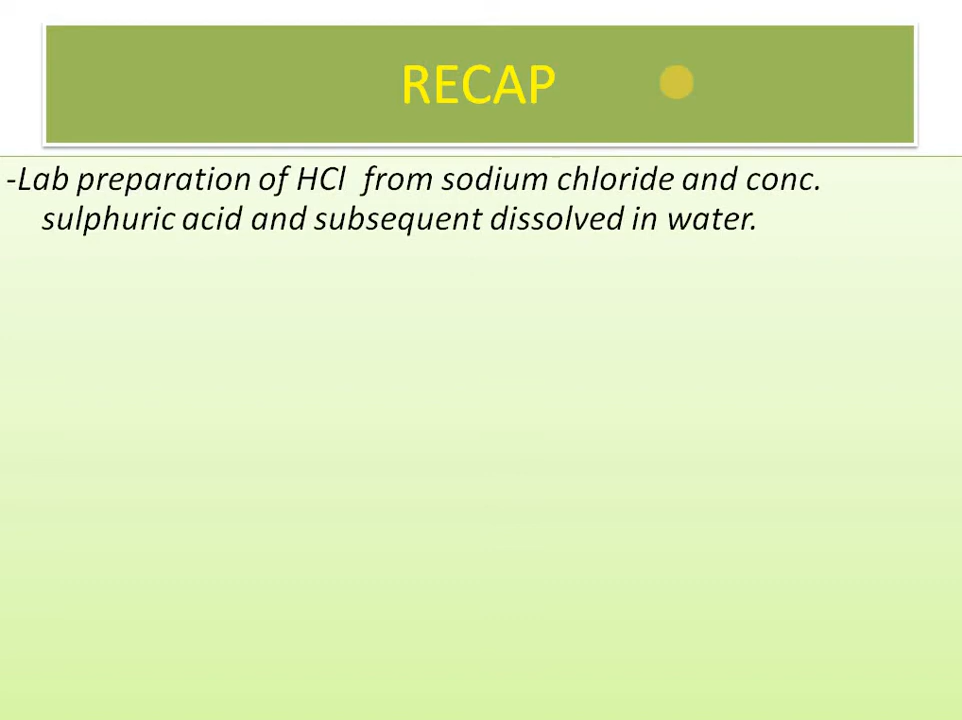 RECAP
-Lab preparation of HCl from sodium chloride and conc.
sulphuric acid and subsequent dissolved in water.